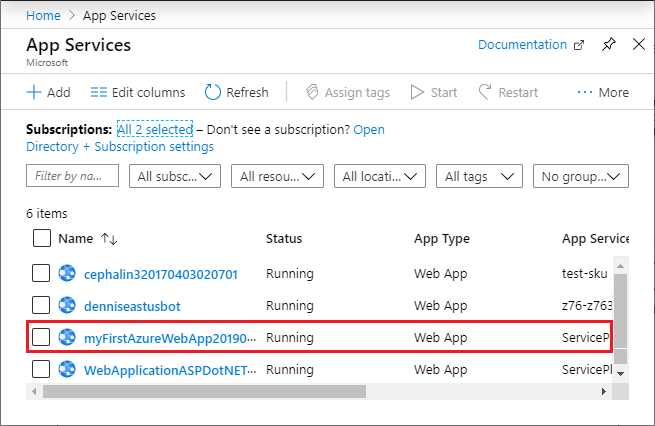 Home > App Services
App Services
Documentation
Microsoft
Add Edit columns Refresh Assign tags Start Restart ··· More
Subscriptions: All 2 selected – Don't see a subscription? Open
Directory + Subscription settings
Filter by na... All subsc... All resou... All locati... All tags No group...
6 items
Name Status App Type App Service
cephalin320170403020701 Running Web App test-sku
denniseastusbot Running Web App z76-z763
myFirstAzureWebApp20190... Running Web App ServiceP
WebApplicationASPDotNET... Running Web App ServicePl